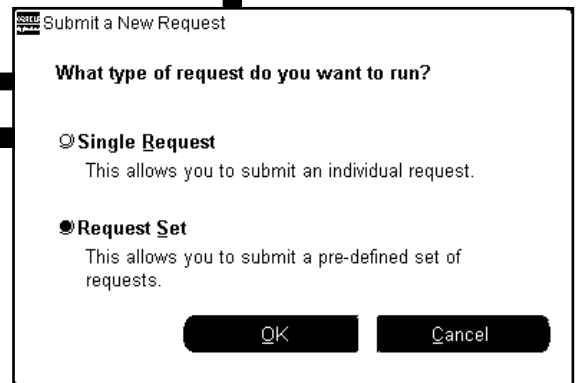 Submit a New Request
What type of request do you want to run?
Single Request
This allows you to submit an individual request.
Request Set
This allows you to submit a pre-defined set of
requests.
OK
Cancel